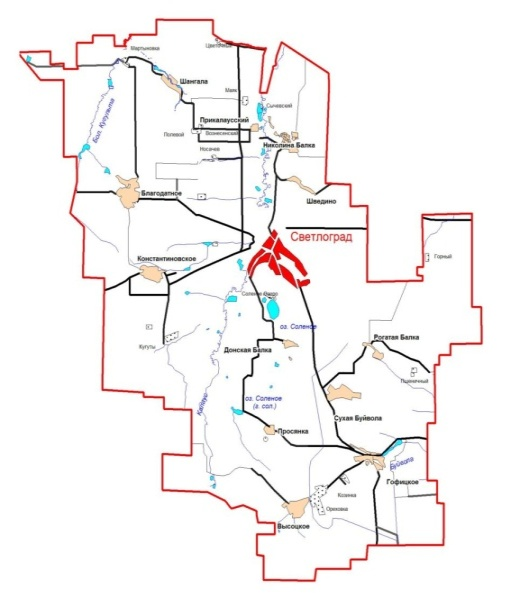 Цветочный
Мартыновка
Шангала
Маяк
Сычевский
кол. Кугульта
Прикалаусский
Полевой
Вознесенский
Николина Балка
Носачев
Благодатное
Шведино
Светлоград
Константиновское
Горный
Соленое Озеро
оз. Соленое
Кугуты
Донская Балка
Рогатая Балка
Пшеничный
Калаус
оз. Соленое
(г. сол.)
Сухая Буйвола
Просянка
Буйвола
Гофицкое
Козинка
Ореховка
Высоцкое